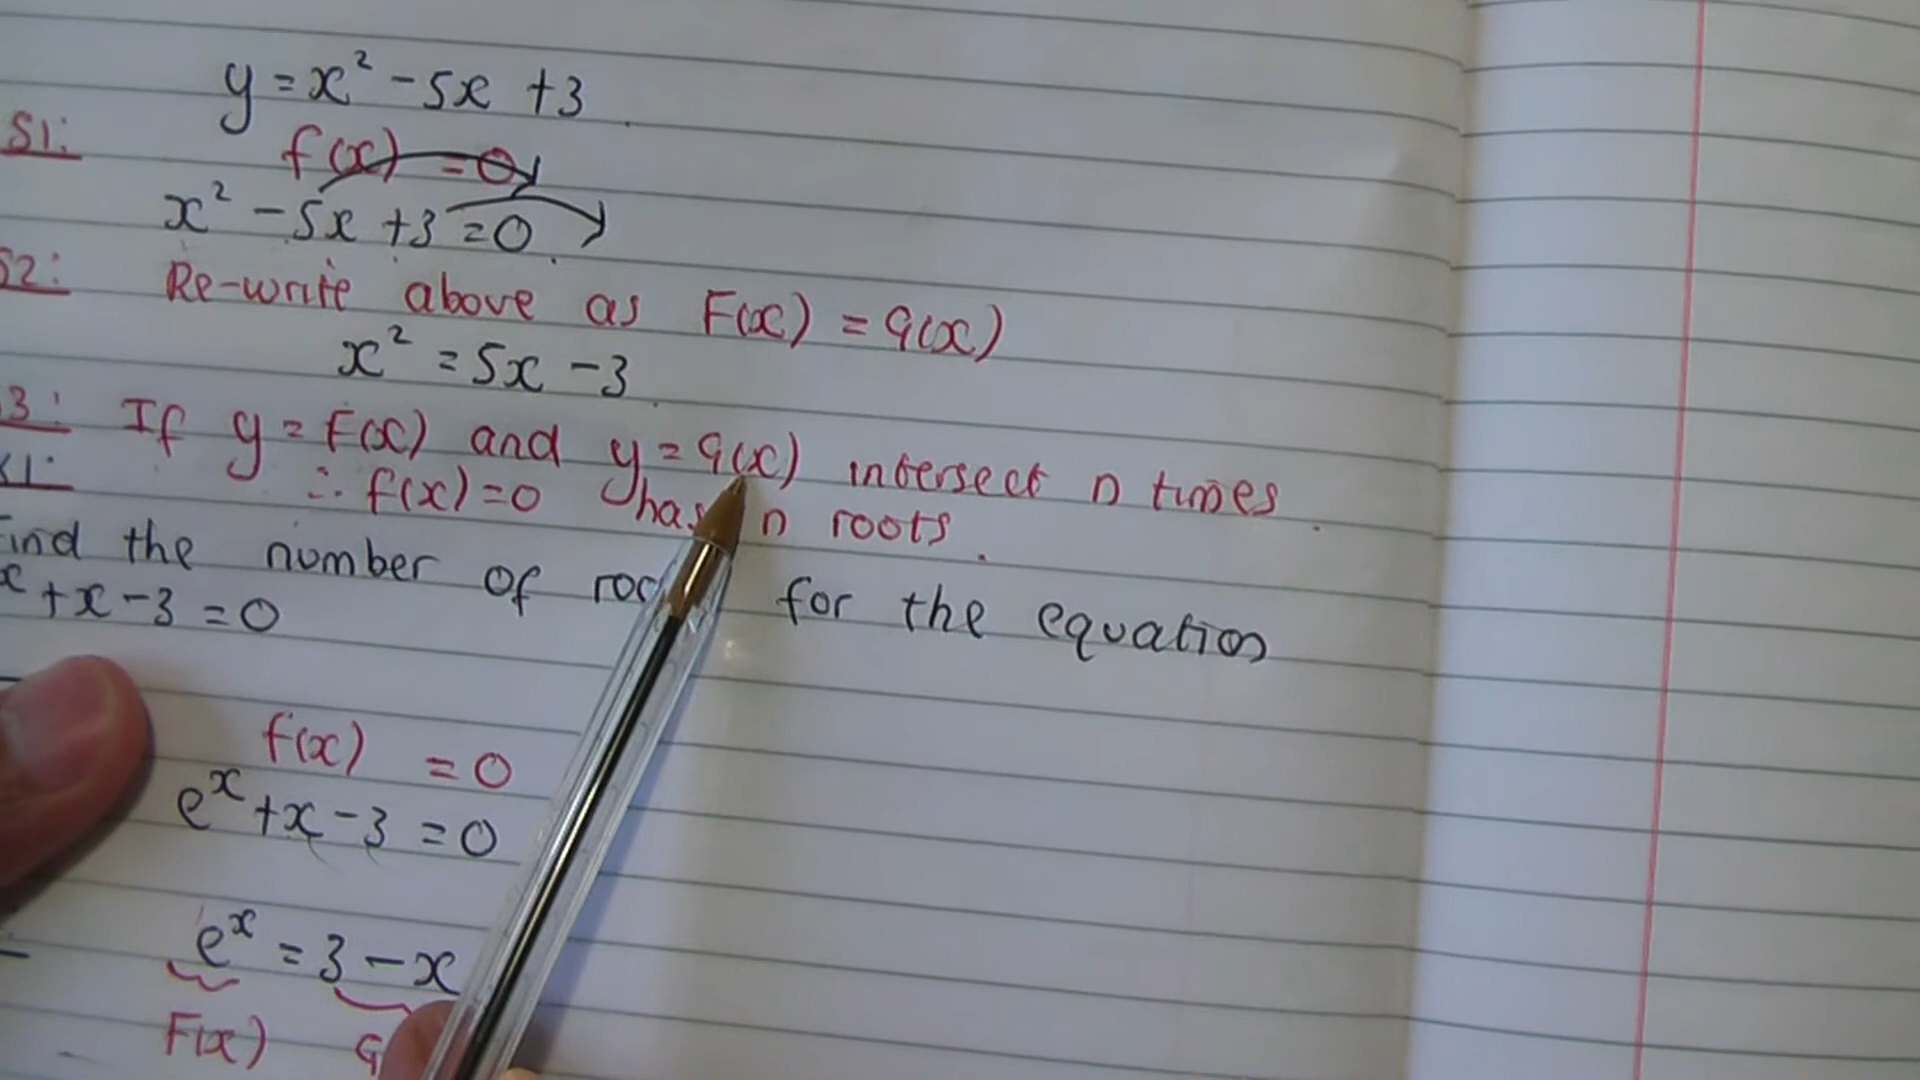 y = x² - 5x + 3
S1:
f(x) = 0
x² - 5x + 3 = 0
S2: Re-write above as F(x) = G(x)
x² = 5x - 3
3: If y = F(x) and y = G(x) intersect n times.
∴ f(x) = 0 has n roots.
Find the number of for the equation
x + x - 3 = 0
f(x) = 0
eˣ + x - 3 = 0
eˣ = 3 - x
F(x) G